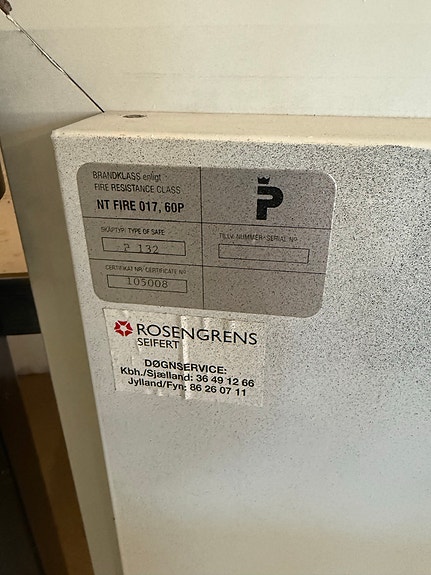 BRANDKLASS enligt
FIRE RESISTANCE CLASS
NT FIRE 017, 60P
P
SKÅPTYP/TYPE OF SAFE
P 132
TILLV. NUMMER-SERIAL Nº
CERTIFIKAT NR/CERTIFICATE Nº
105008
ROSENGRENS
SEIFERT
DØGNSERVICE:
Kbh./Sjælland: 36 49 12 66
Jylland/Fyn: 86 26 07 11